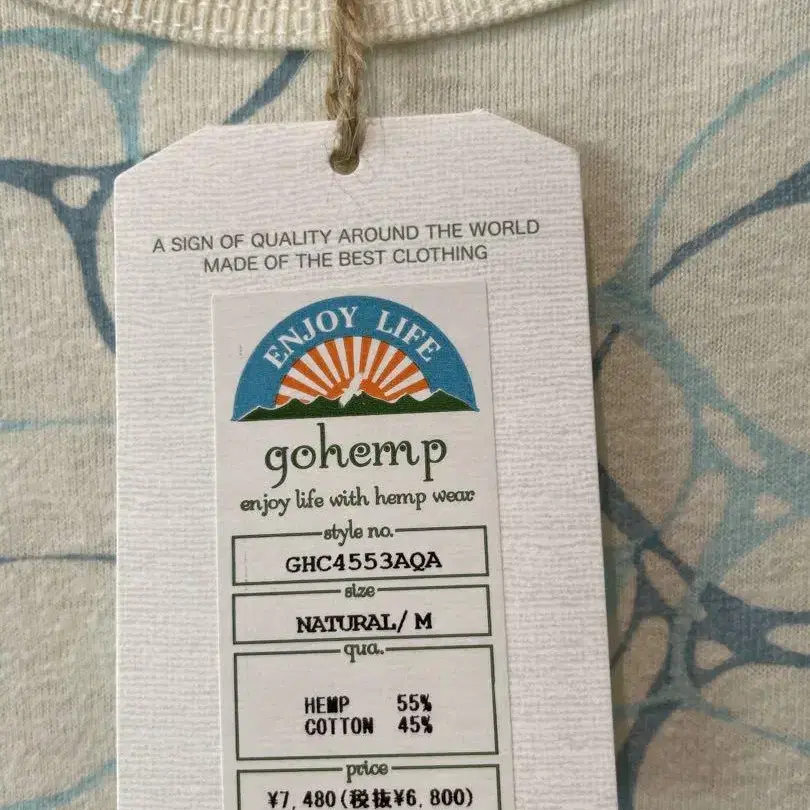 A SIGN OF QUALITY AROUND THE WORLD
MADE OF THE BEST CLOTHING
ENJOY LIFE
gohemp
enjoy life with hemp wear
style no.
GHC4553AQA
size
NATURAL/ M
qua.
HEMP 55%
COTTON 45%
price
¥7,480(税抜¥6,800)